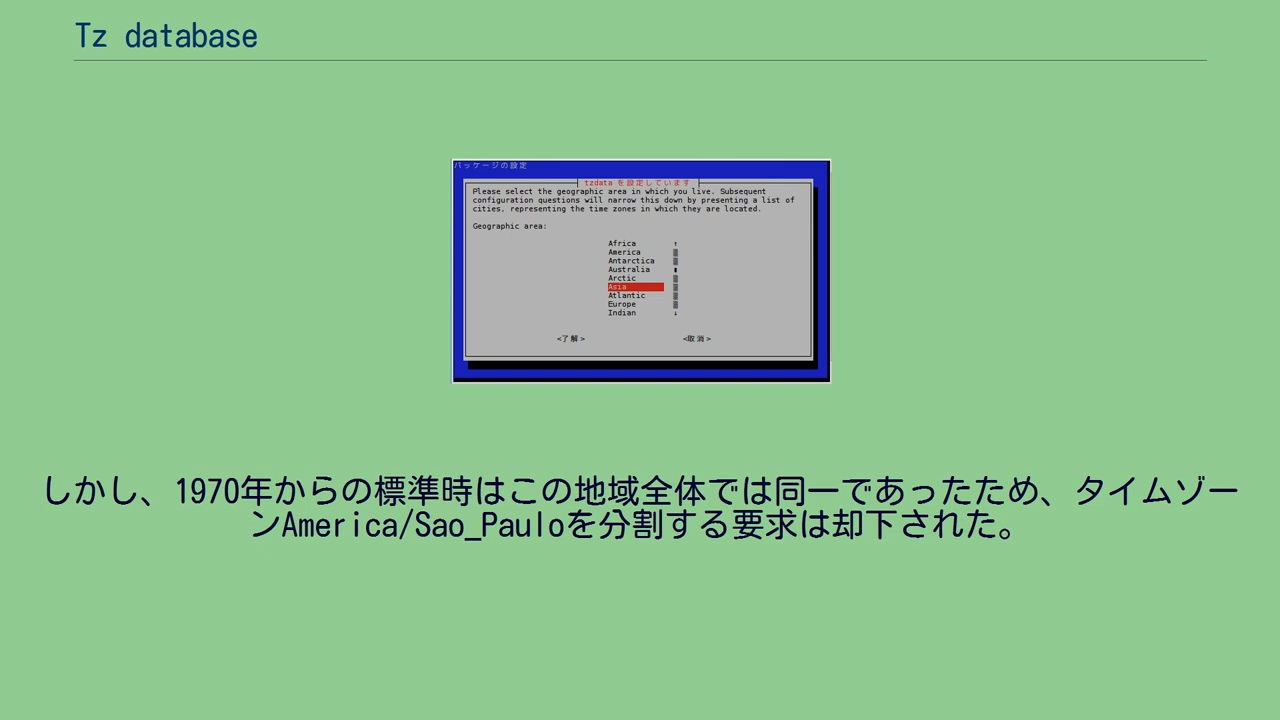 Tz database
パッケージの設定
tzdata を設定しています
Please select the geographic area in which you live. Subsequent
configuration questions will narrow this down by presenting a list of
cities, representing the time zones in which they are located.
Geographic area:
Africa
America
Antarctica
Australia
Arctic
Asia
Atlantic
Europe
Indian
<了解> <取消>
しかし、1970年からの標準時はこの地域全体では同一であったため、タイムゾー
ンAmerica/Sao_Pauloを分割する要求は却下された。